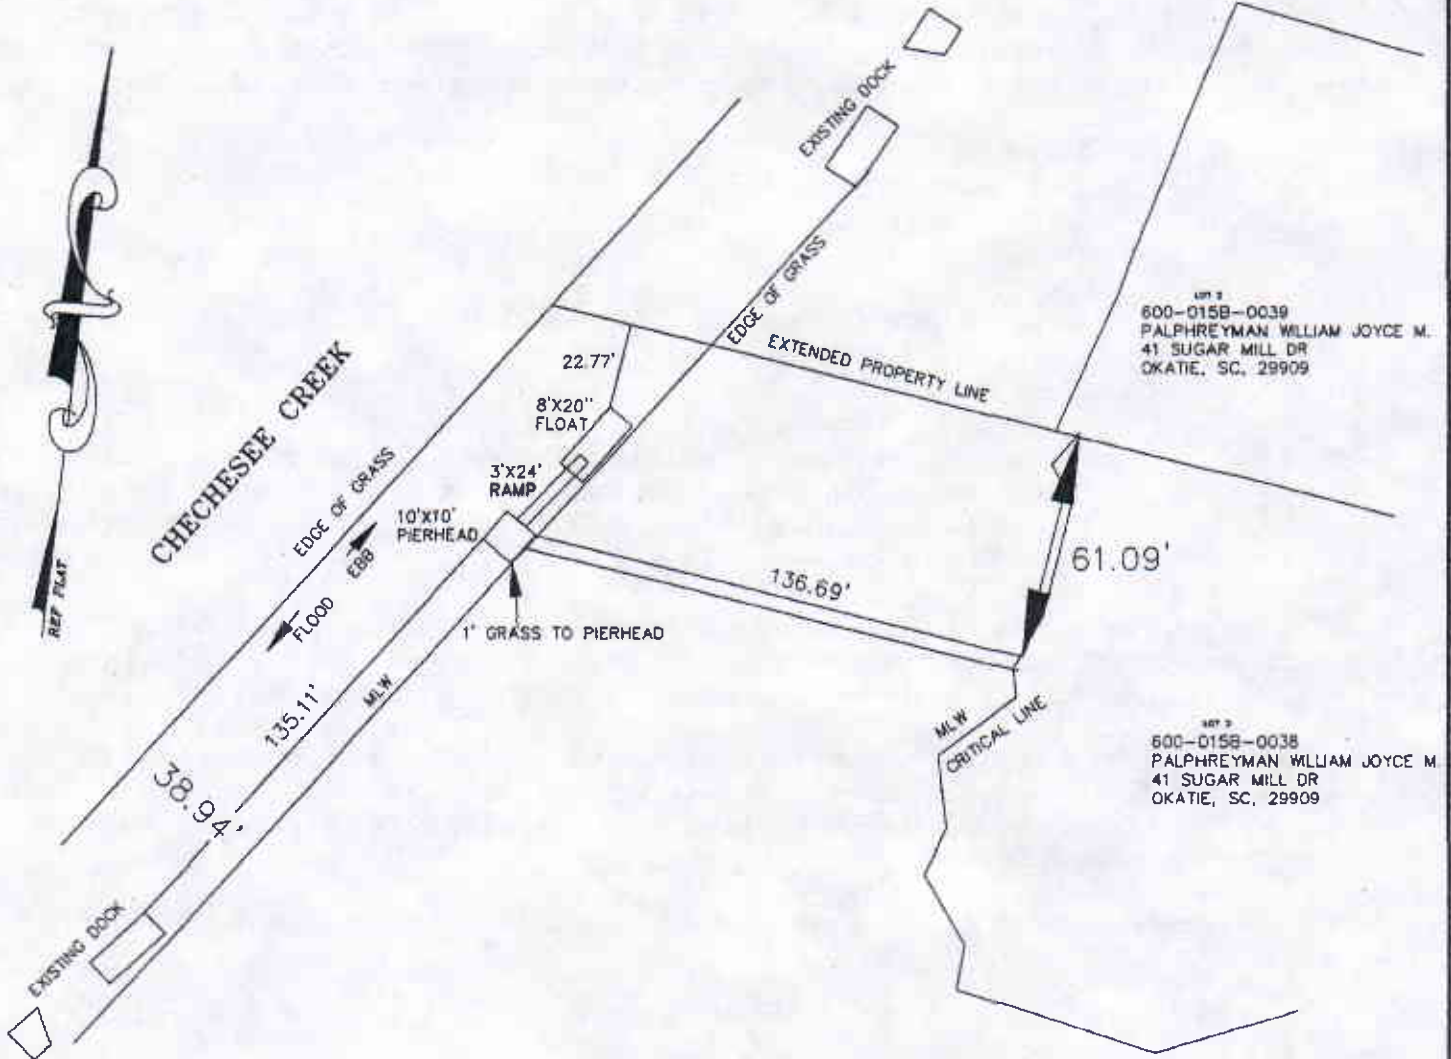 EXISTING DOCK
EDGE OF GRASS
EXTENDED PROPERTY LINE
LOT 3
600-015B-0039
PALPHREYMAN WILLIAM JOYCE M.
41 SUGAR MILL DR
OKATIE, SC, 29909
22.77'
8'X20"
FLOAT
CHECHESEE CREEK
3'X24'
RAMP
EDGE OF GRASS
10'X10'
PIERHEAD
EBB
FLOOD
REF PLAT
61.09'
136.69'
1' GRASS TO PIERHEAD
MLW
135.11'
38.94'
MLW
CRITICAL LINE
600-015B-0038
PALPHREYMAN WILLIAM JOYCE M.
41 SUGAR MILL DR
OKATIE, SC, 29909
EXISTING DOCK